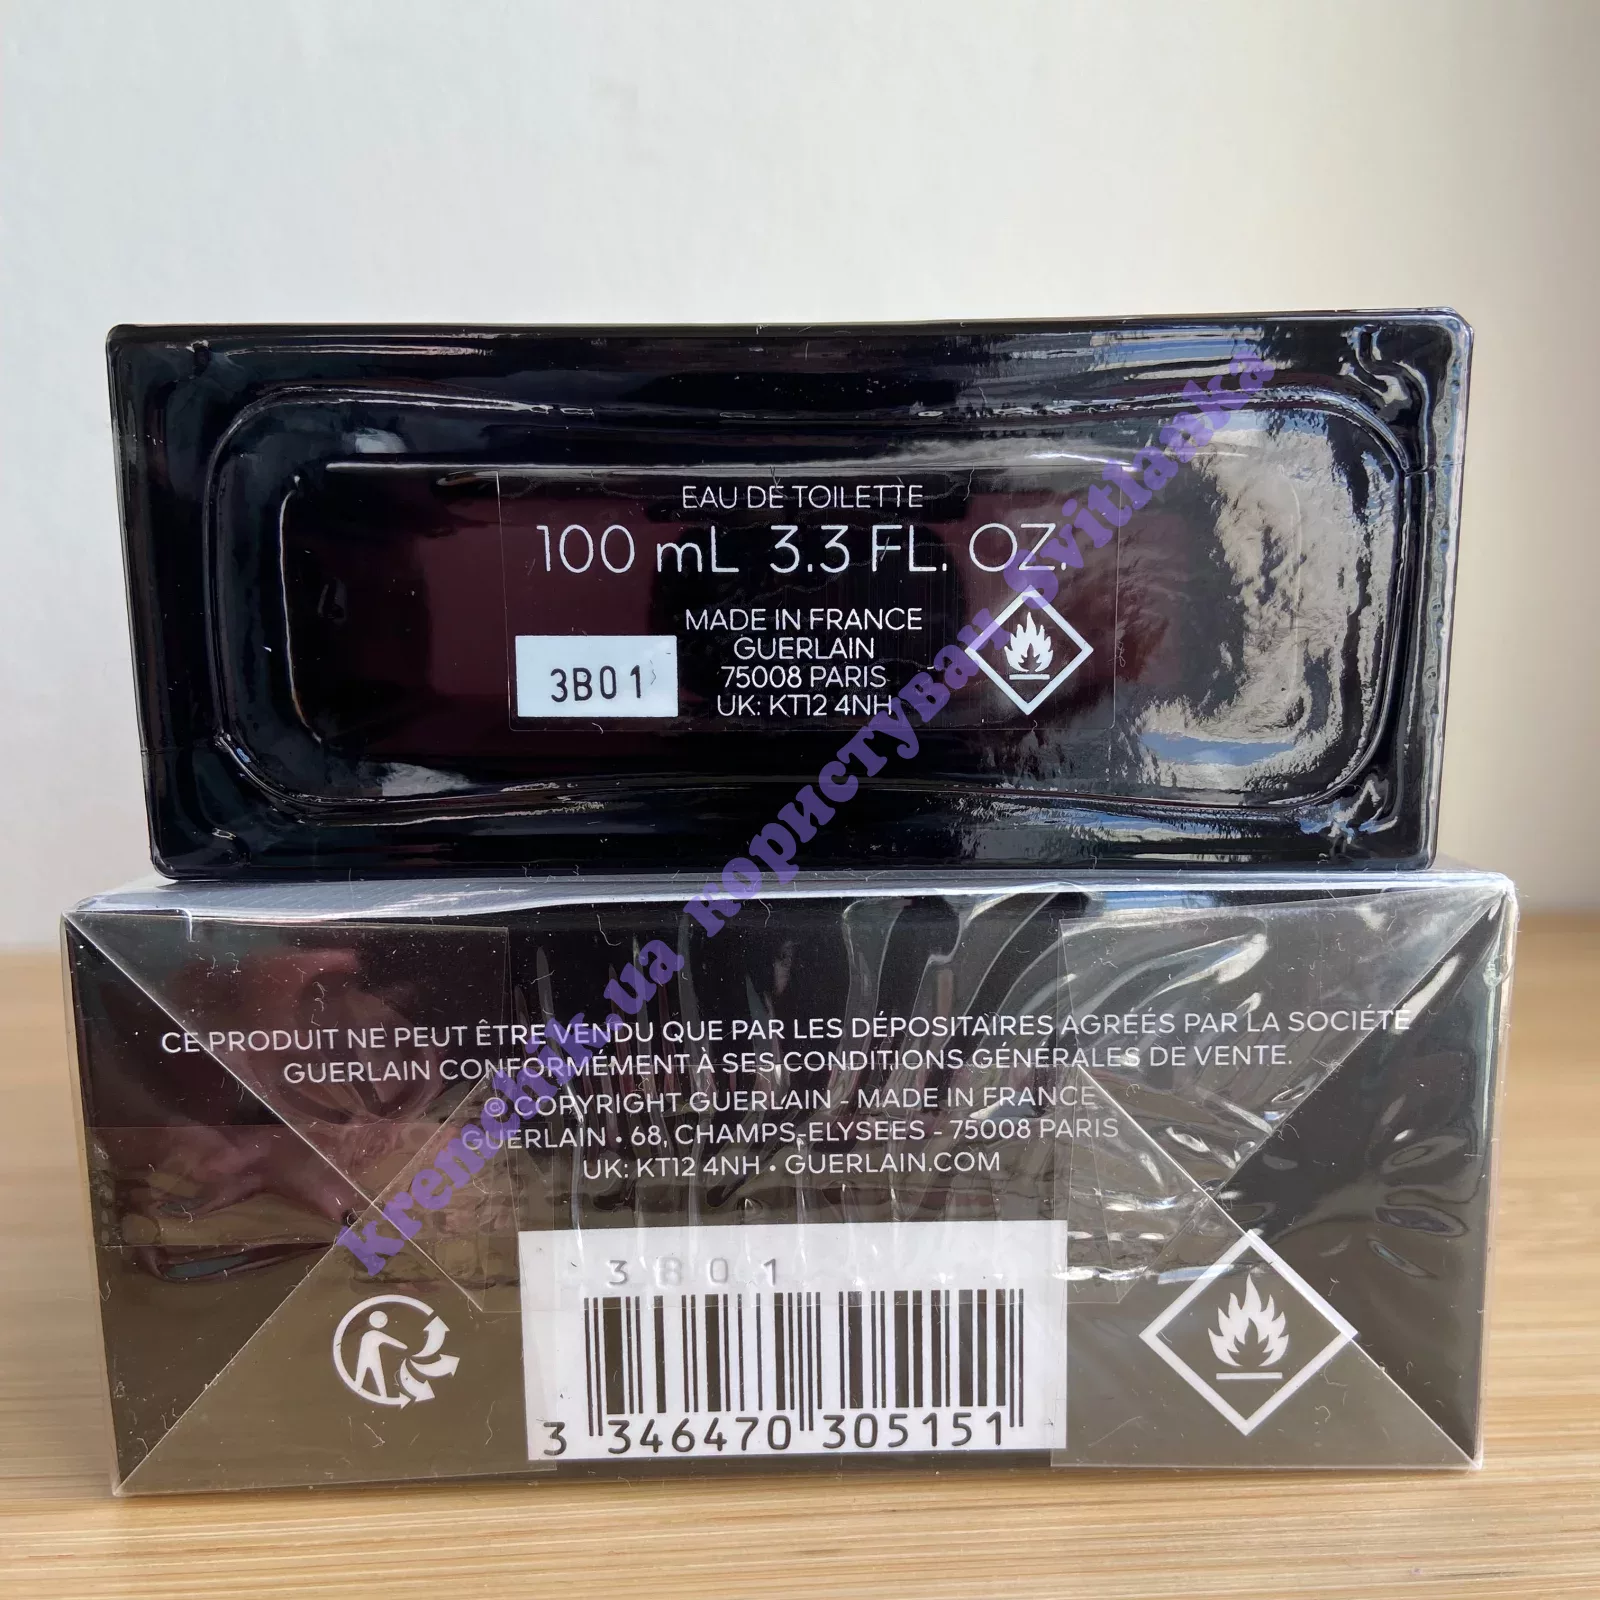 EAU DE TOILETTE
100 mL 3.3 FL. OZ.
MADE IN FRANCE
GUERLAIN
75008 PARIS
UK: KT12 4NH
3B01
CE PRODUIT NE PEUT ÊTRE VENDU QUE PAR LES DÉPOSITAIRES AGRÉÉS PAR LA SOCIÉTÉ
GUERLAIN CONFORMÉMENT À SES CONDITIONS GÉNÉRALES DE VENTE.
© COPYRIGHT GUERLAIN - MADE IN FRANCE
GUERLAIN • 68, CHAMPS-ELYSEES - 75008 PARIS
UK: KT12 4NH • GUERLAIN.COM
3B01
3 346470 305151
kremchik.ua користувач Svitlanka